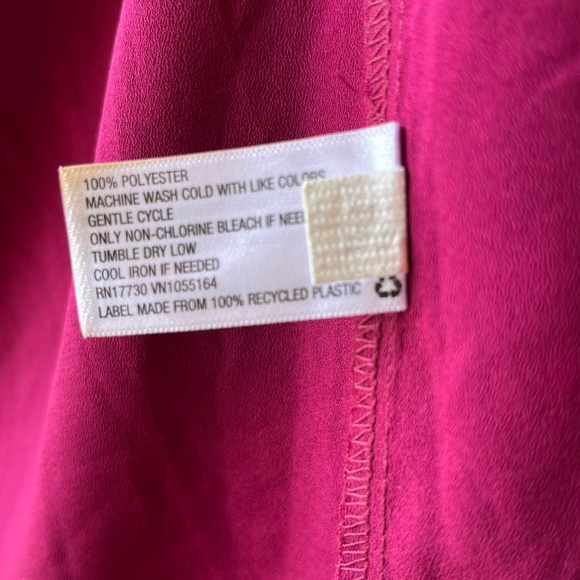 100% POLYESTER
MACHINE WASH COLD WITH LIKE COLORS
GENTLE CYCLE
ONLY NON-CHLORINE BLEACH IF
TUMBLE DRY LOW
COOL IRON IF NEEDED
RN17730 VN1055164
LABEL MADE FROM 100% RECYCLED PLASTIC